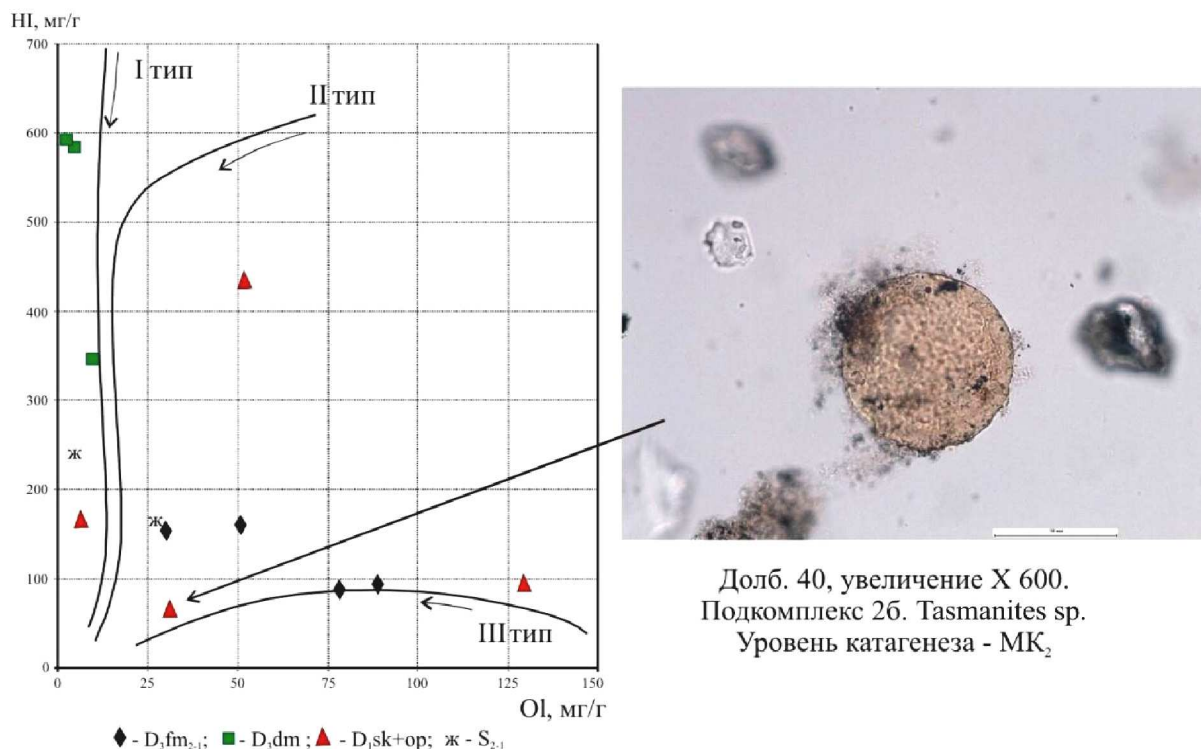 HI, мг/г
700
600
500
400
300
200
100
0
I тип
II тип
III тип
ж
ж
0 25 50 75 100 125 150
OI, мг/г
- D₃fm₂₋₁; - D₃dm ; - D₁sk+op; ж - S₂₋₁
Долб. 40, увеличение X 600.
Подкомплекс 2б. Tasmanites sp.
Уровень катагенеза - МК₂